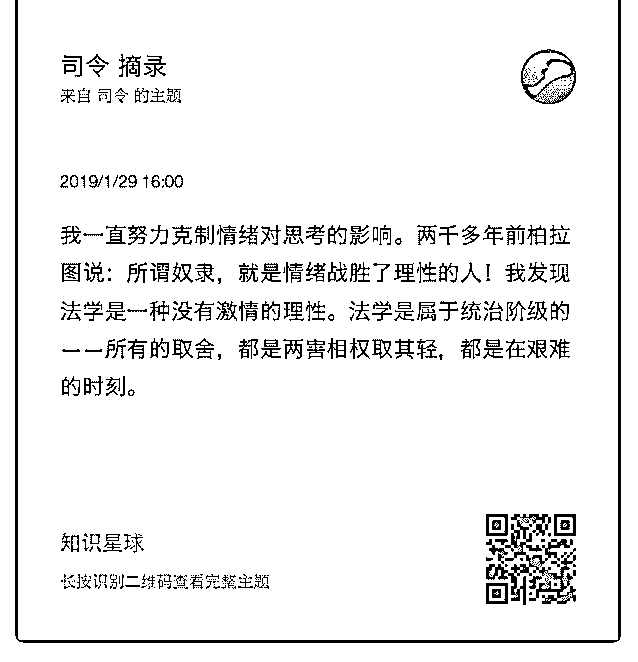 司令 摘录
来自 司令 的主题
2019/1/29 16:00
我一直努力克制情绪对思考的影响。两千多年前柏拉
图说：所谓奴隶，就是情绪战胜了理性的人！我发现
法学是一种没有激情的理性。法学是属于统治阶级的
——所有的取舍，都是两害相权取其轻，都是在艰难
的时刻。
知识星球
长按识别二维码查看完整主题